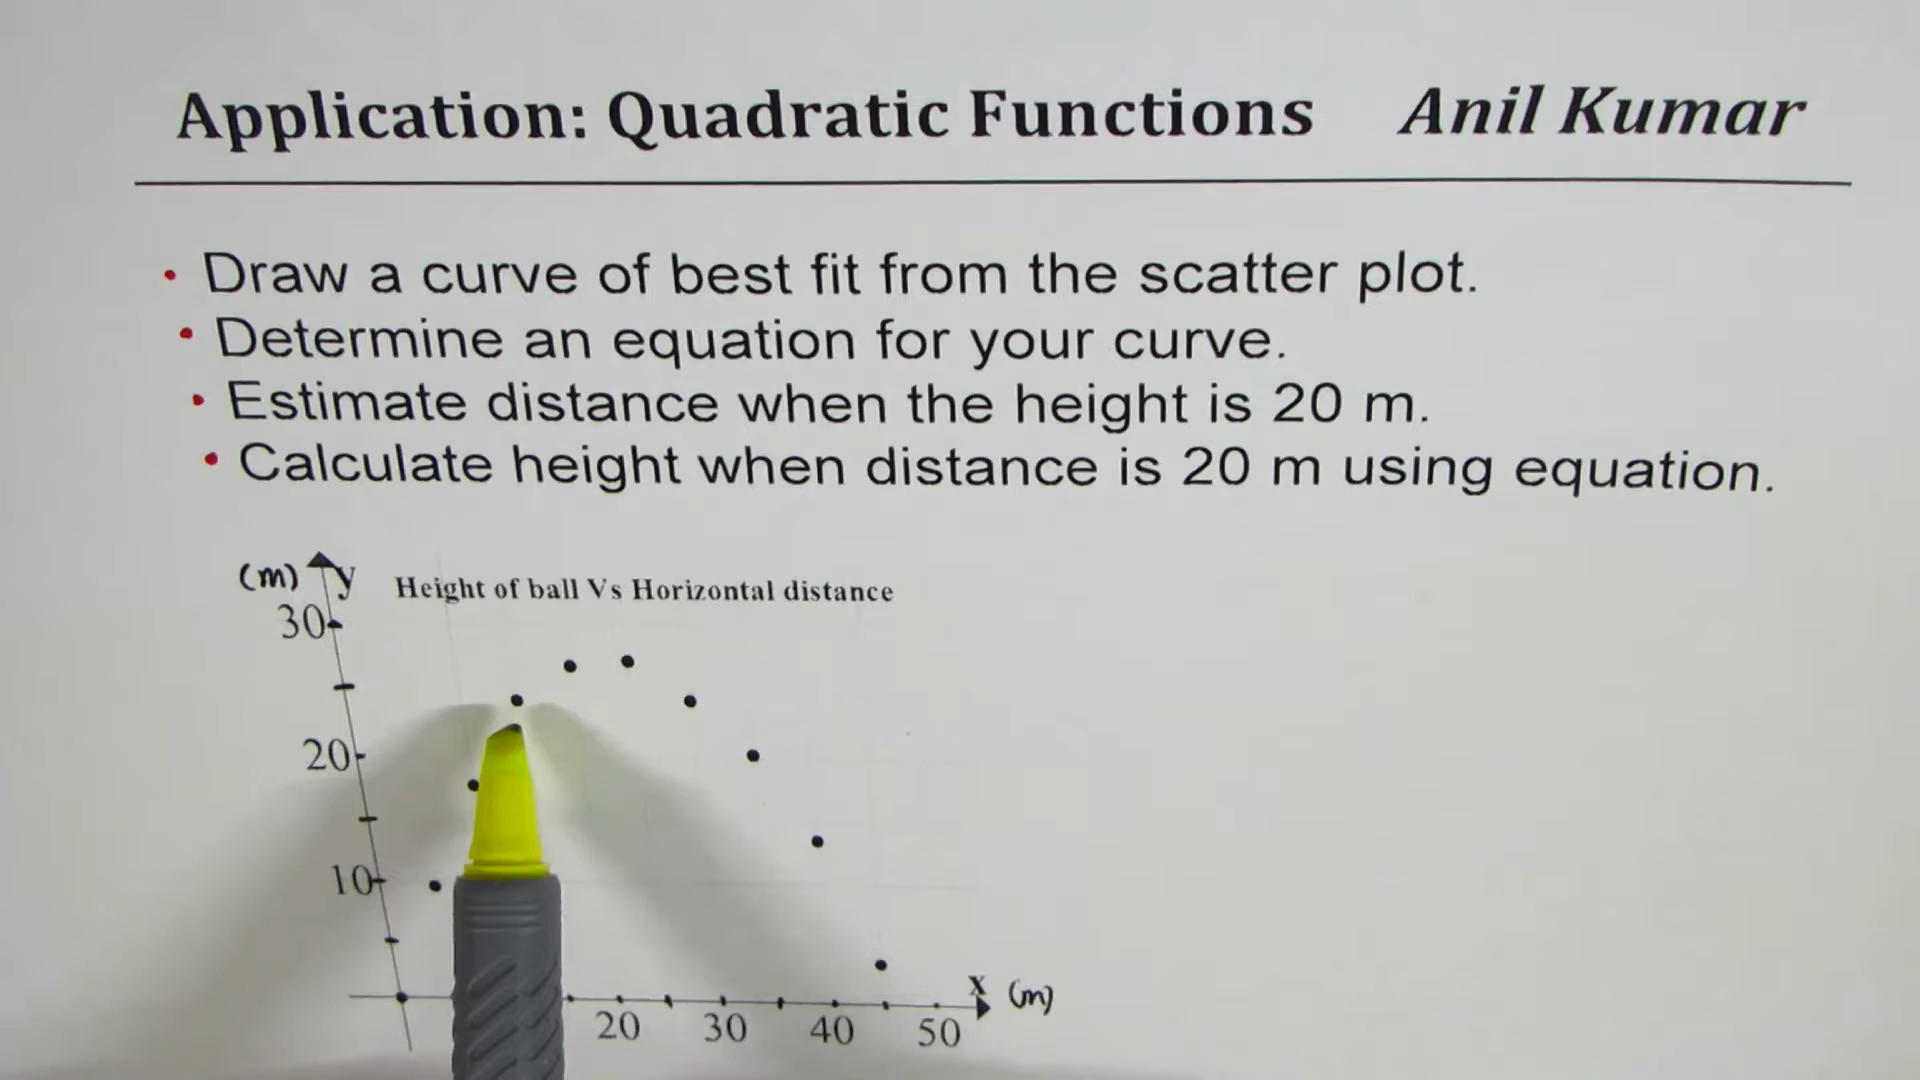 Application: Quadratic Functions Anil Kumar
• Draw a curve of best fit from the scatter plot.
• Determine an equation for your curve.
• Estimate distance when the height is 20 m.
• Calculate height when distance is 20 m using equation.
(m) y Height of ball Vs Horizontal distance
30
20
10
x (m)
20 30 40 50